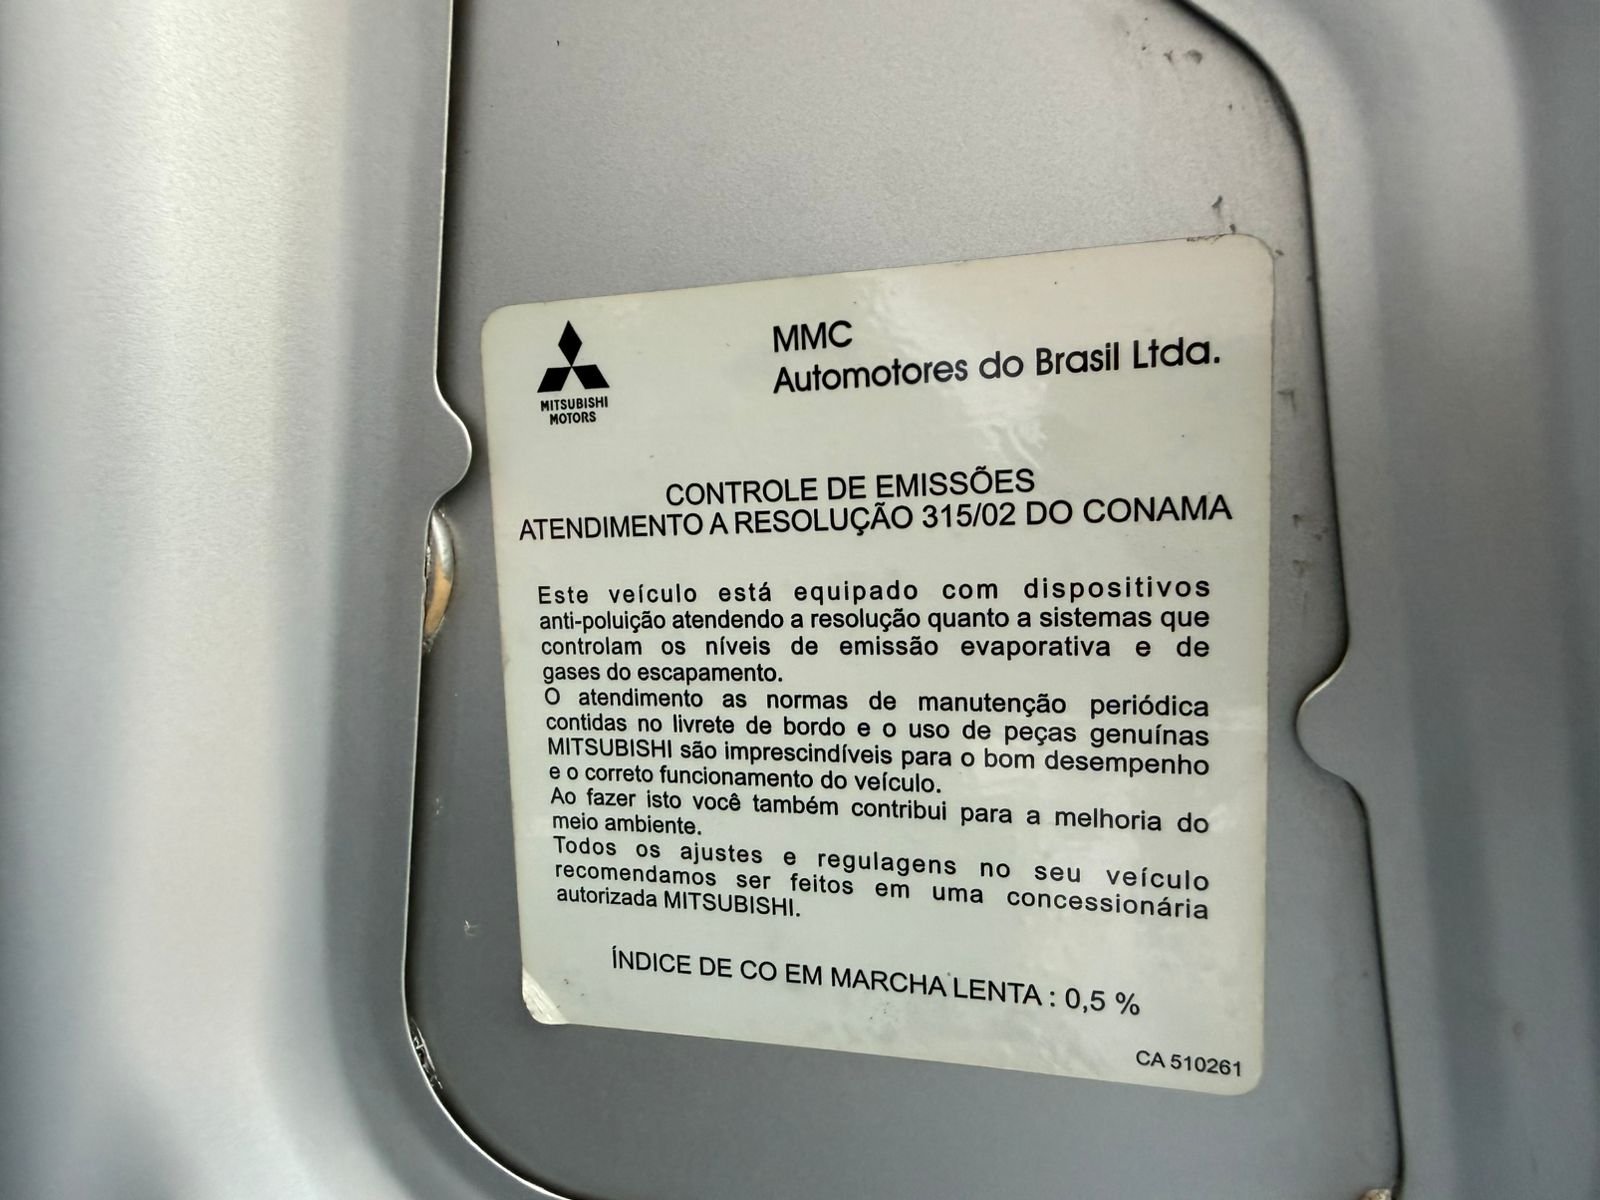 MITSUBISHI
MOTORS
MMC
Automotores do Brasil Ltda.
CONTROLE DE EMISSÕES
ATENDIMENTO A RESOLUÇÃO 315/02 DO CONAMA
Este veículo está equipado com dispositivos
anti-poluição atendendo a resolução quanto a sistemas que
controlam os níveis de emissão evaporativa e de
gases do escapamento.
O atendimento as normas de manutenção periódica
contidas no livrete de bordo e o uso de peças genuínas
MITSUBISHI são imprescindíveis para o bom desempenho
e o correto funcionamento do veículo.
Ao fazer isto você também contribui para a melhoria do
meio ambiente.
Todos os ajustes e regulagens no seu veículo
recomendamos ser feitos em uma concessionária
autorizada MITSUBISHI.
ÍNDICE DE CO EM MARCHA LENTA : 0,5 %
CA 510261